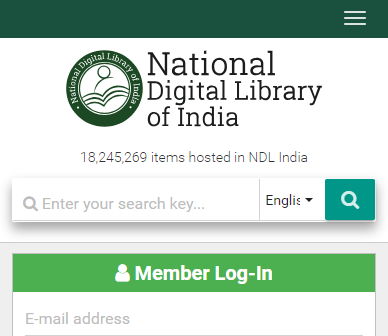 National Digital Library of India
National
Digital Library
of India
18,245,269 items hosted in NDL India
Enter your search key...
Englis
Member Log-In
E-mail address